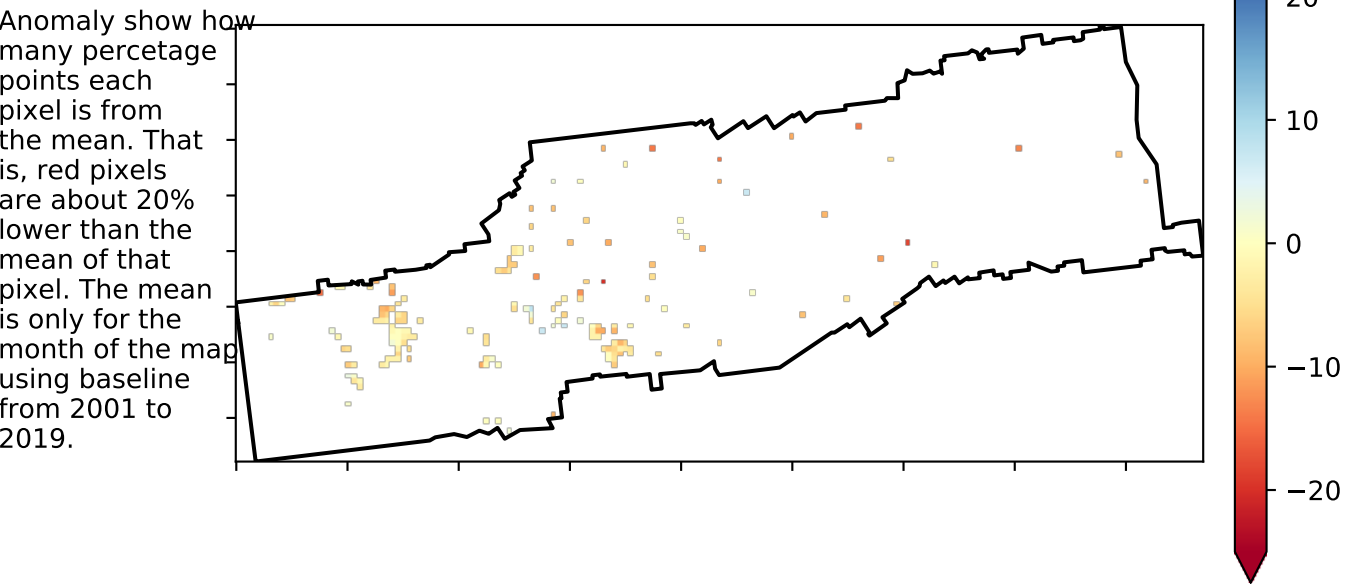 Anomaly show how
many percetage
points each
pixel is from
the mean. That
is, red pixels
are about 20%
lower than the
mean of that
pixel. The mean
is only for the
month of the map
using baseline
from 2001 to
2019.
20
10
0
−10
−20